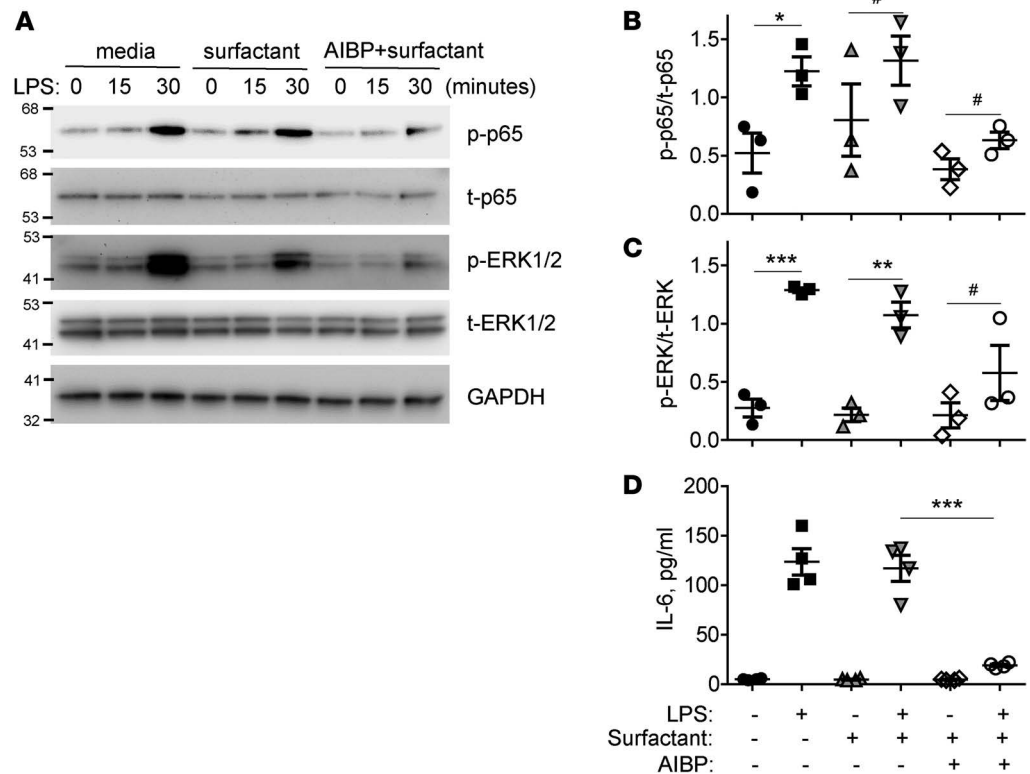 A
media surfactant AIBP+surfactant
LPS: 0 15 30 0 15 30 0 15 30 (minutes)
68
53
p-p65
68
53
t-p65
53
41
p-ERK1/2
53
41
t-ERK1/2
41
32
GAPDH
B
p-p65/t-p65
1.5
1.0
0.5
0.0
* # #
C
p-ERK/t-ERK
1.5
1.0
0.5
0.0
*** ** #
D
IL-6, pg/ml
200
150
100
50
0
***
LPS: - + - + - +
Surfactant: - - + + + +
AIBP: - - - - + +